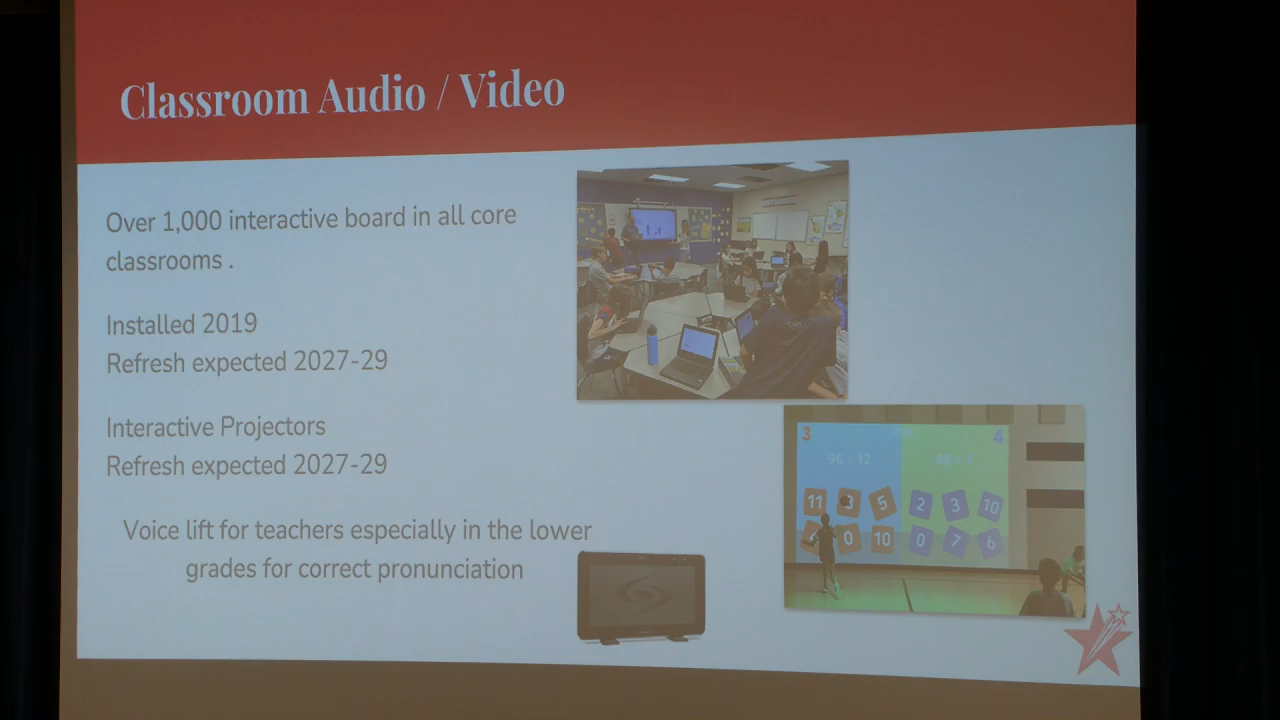 Classroom Audio / Video
Over 1,000 interactive board in all core
classrooms .
Installed 2019
Refresh expected 2027-29
Interactive Projectors
Refresh expected 2027-29
Voice lift for teachers especially in the lower
grades for correct pronunciation
3
4
96 ÷ 12
11
5
2
3
10
0
10
0
7
6